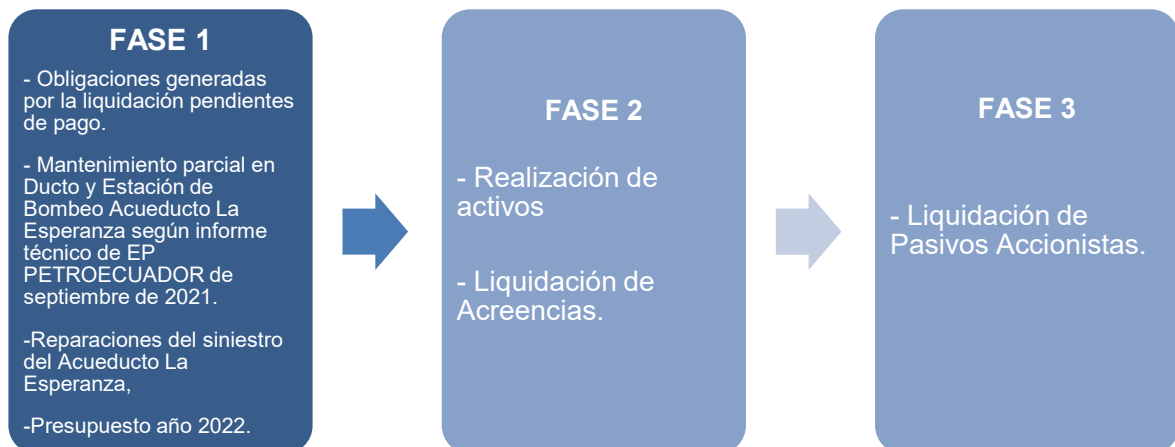 FASE 1
- Obligaciones generadas
por la liquidación pendientes
de pago.
- Mantenimiento parcial en
Ducto y Estación de
Bombeo Acueducto La
Esperanza según informe
técnico de EP
PETROECUADOR de
septiembre de 2021.
-Reparaciones del siniestro
del Acueducto La
Esperanza,
-Presupuesto año 2022.
FASE 2
- Realización de
activos
- Liquidación de
Acreencias.
FASE 3
- Liquidación de
Pasivos Accionistas.